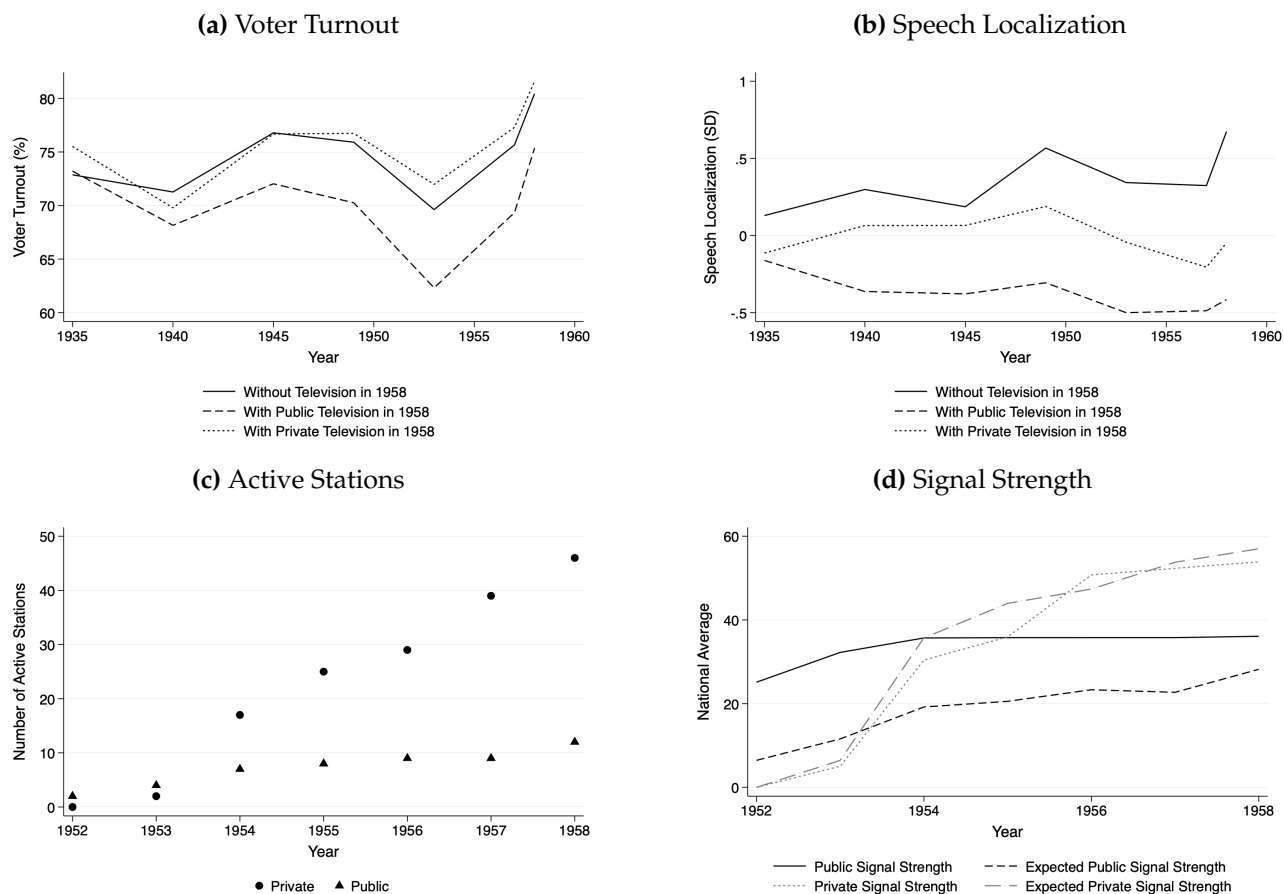 (a) Voter Turnout
Voter Turnout (%)
80
75
70
65
60
1935 1940 1945 1950 1955 1960
Year
Without Television in 1958
With Public Television in 1958
With Private Television in 1958
(b) Speech Localization
Speech Localization (SD)
1
.5
0
-.5
1935 1940 1945 1950 1955 1960
Year
Without Television in 1958
With Public Television in 1958
With Private Television in 1958
(c) Active Stations
Number of Active Stations
50
40
30
20
10
0
1952 1953 1954 1955 1956 1957 1958
Year
Private Public
(d) Signal Strength
National Average
60
40
20
0
1952 1954 1956 1958
Year
Public Signal Strength Expected Public Signal Strength
Private Signal Strength Expected Private Signal Strength